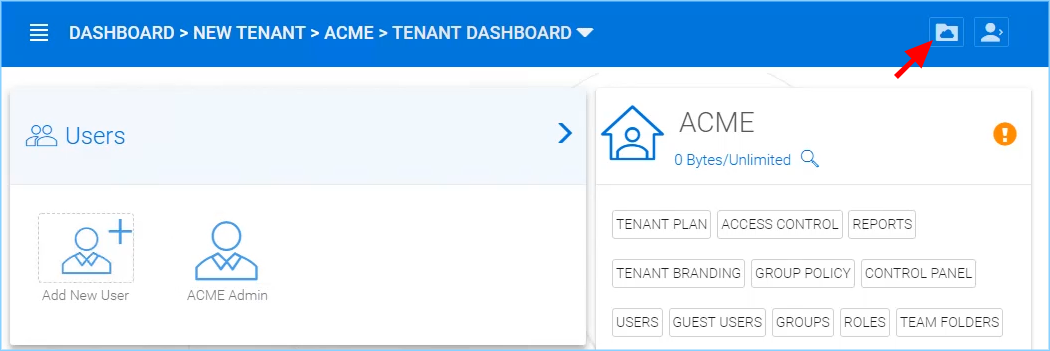 DASHBOARD > NEW TENANT > ACME > TENANT DASHBOARD
Users
Add New User
ACME Admin
ACME
0 Bytes/Unlimited
TENANT PLAN ACCESS CONTROL REPORTS
TENANT BRANDING GROUP POLICY CONTROL PANEL
USERS GUEST USERS GROUPS ROLES TEAM FOLDERS